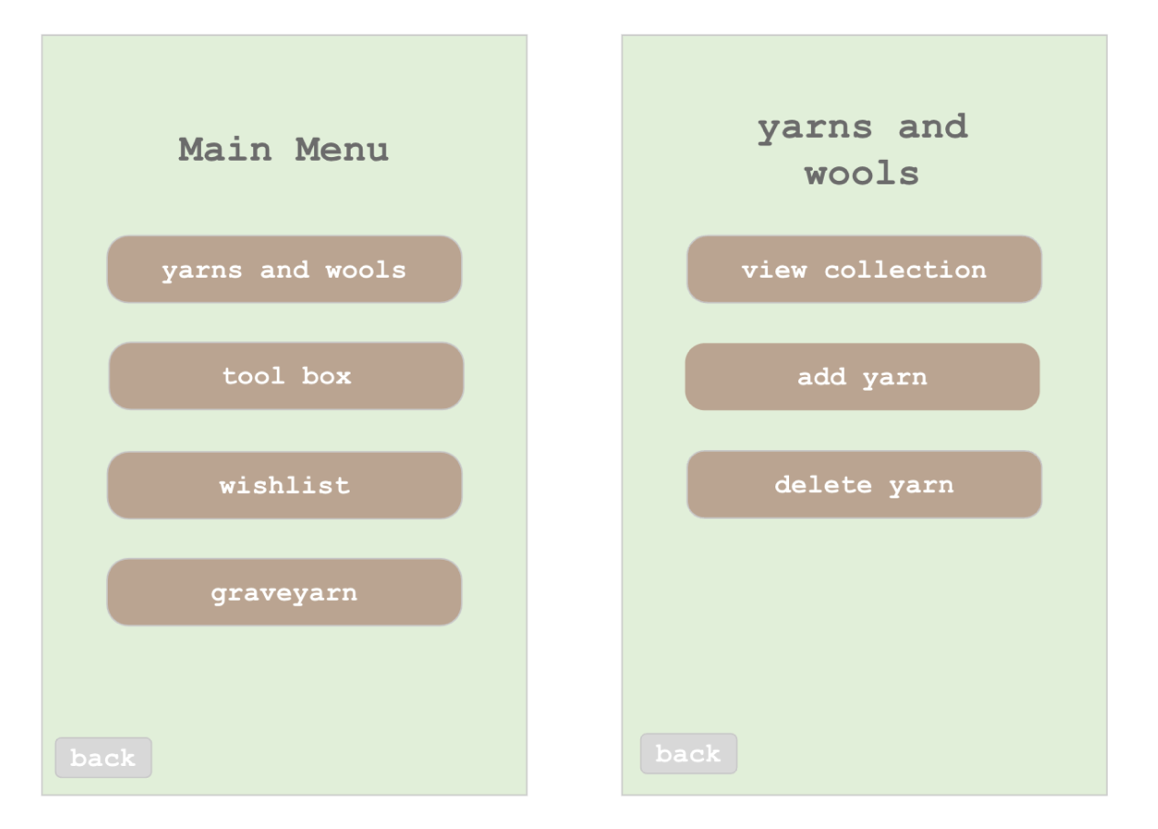 Main Menu
yarns and wools
tool box
wishlist
graveyarn
back
yarns and
wools
view collection
add yarn
delete yarn
back